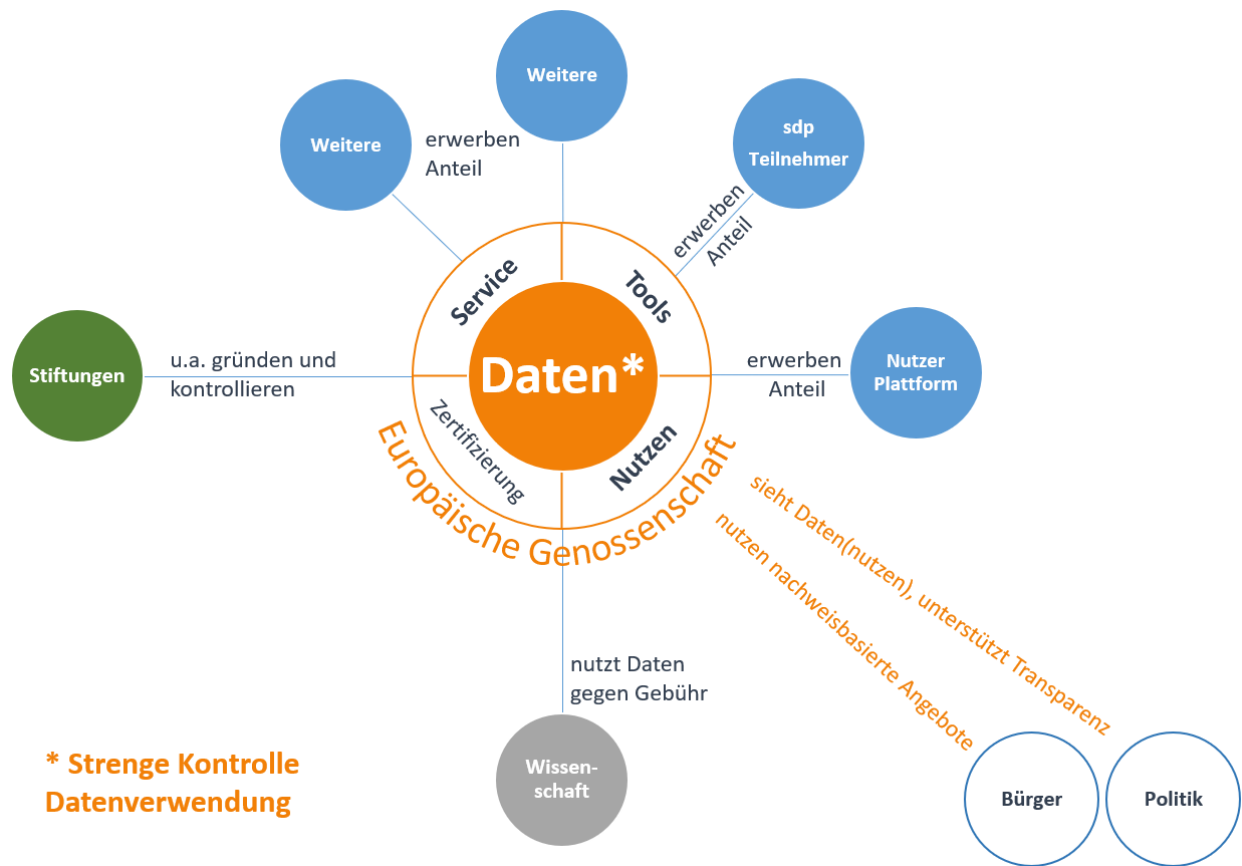 Weitere
Weitere
erwerben
Anteil
sdp
Teilnehmer
erwerben
Anteil
Service
Tools
Stiftungen
u.a. gründen und
kontrollieren
Daten*
erwerben
Anteil
Nutzer
Plattform
Zertifizierung
Nutzen
Europäische Genossenschaft
sieht Daten(nutzen), unterstützt Transparenz
nutzen nachweisbasierte Angebote
nutzt Daten
gegen Gebühr
Wissen-
schaft
* Strenge Kontrolle
Datenverwendung
Bürger
Politik